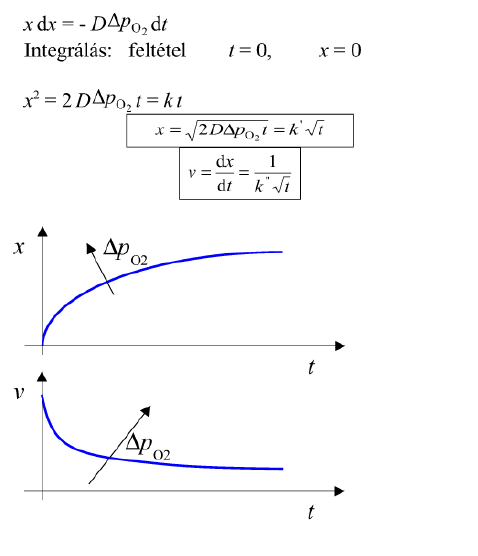 x dx = - DΔp_O₂ dt
Integrálás: feltétel t = 0, x = 0
x² = 2 DΔp_O₂ t = k t
x = √(2DΔp_O₂ t) = k'√t
v = dx/dt = 1/(k"√t)
x
Δp_O2
t
v
Δp_O2
t